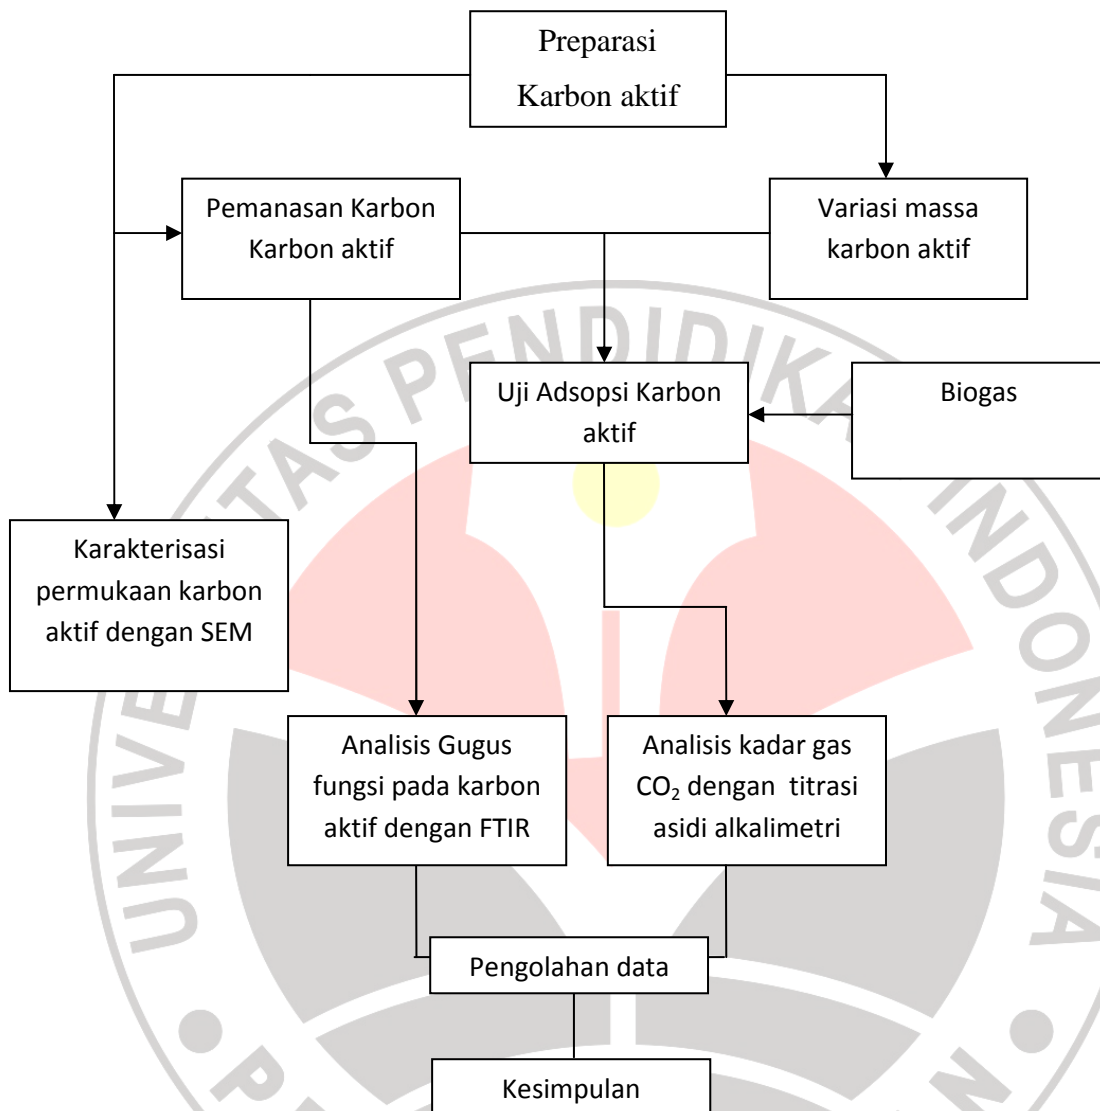 Preparasi
Karbon aktif
Pemanasan Karbon
Karbon aktif
Variasi massa
karbon aktif
Uji Adsopsi Karbon
aktif
Biogas
Karakterisasi
permukaan karbon
aktif dengan SEM
Analisis Gugus
fungsi pada karbon
aktif dengan FTIR
Analisis kadar gas
CO₂ dengan titrasi
asidi alkalimetri
Pengolahan data
Kesimpulan
PENDIDIKA
INDONESIA